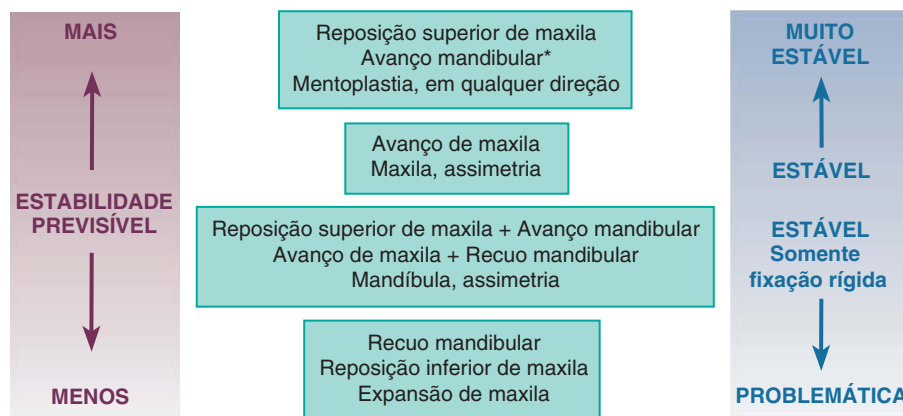 MAIS
ESTABILIDADE
PREVISÍVEL
MENOS
Reposição superior de maxila
Avanço mandibular*
Mentoplastia, em qualquer direção
Avanço de maxila
Maxila, assimetria
Reposição superior de maxila + Avanço mandibular
Avanço de maxila + Recuo mandibular
Mandíbula, assimetria
Recuo mandibular
Reposição inferior de maxila
Expansão de maxila
MUITO
ESTÁVEL
ESTÁVEL
ESTÁVEL
Somente
fixação rígida
PROBLEMÁTICA